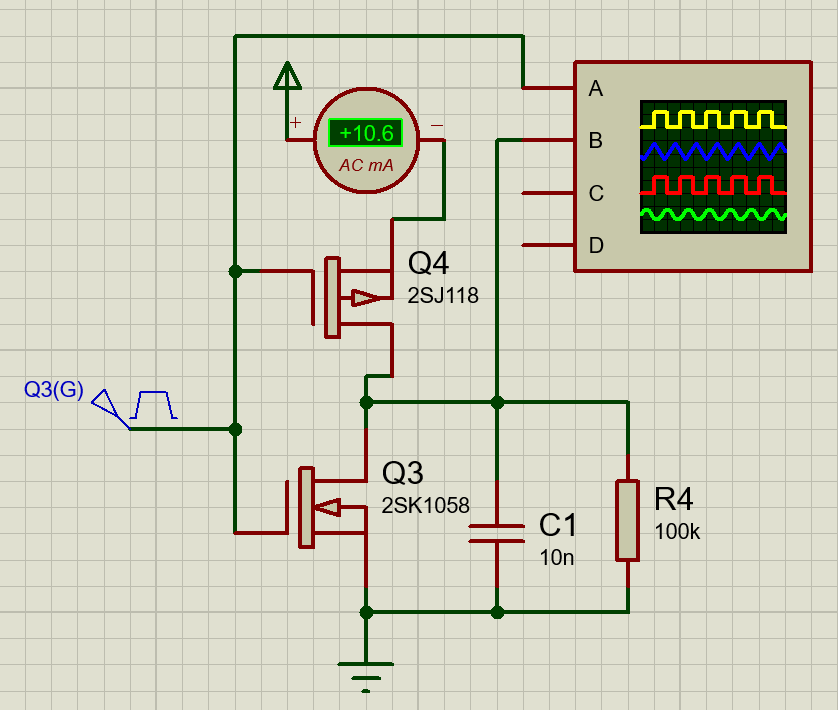 A
+
+10.6
−
AC mA
B
C
D
Q4
2SJ118
Q3(G)
Q3
2SK1058
C1
10n
R4
100k